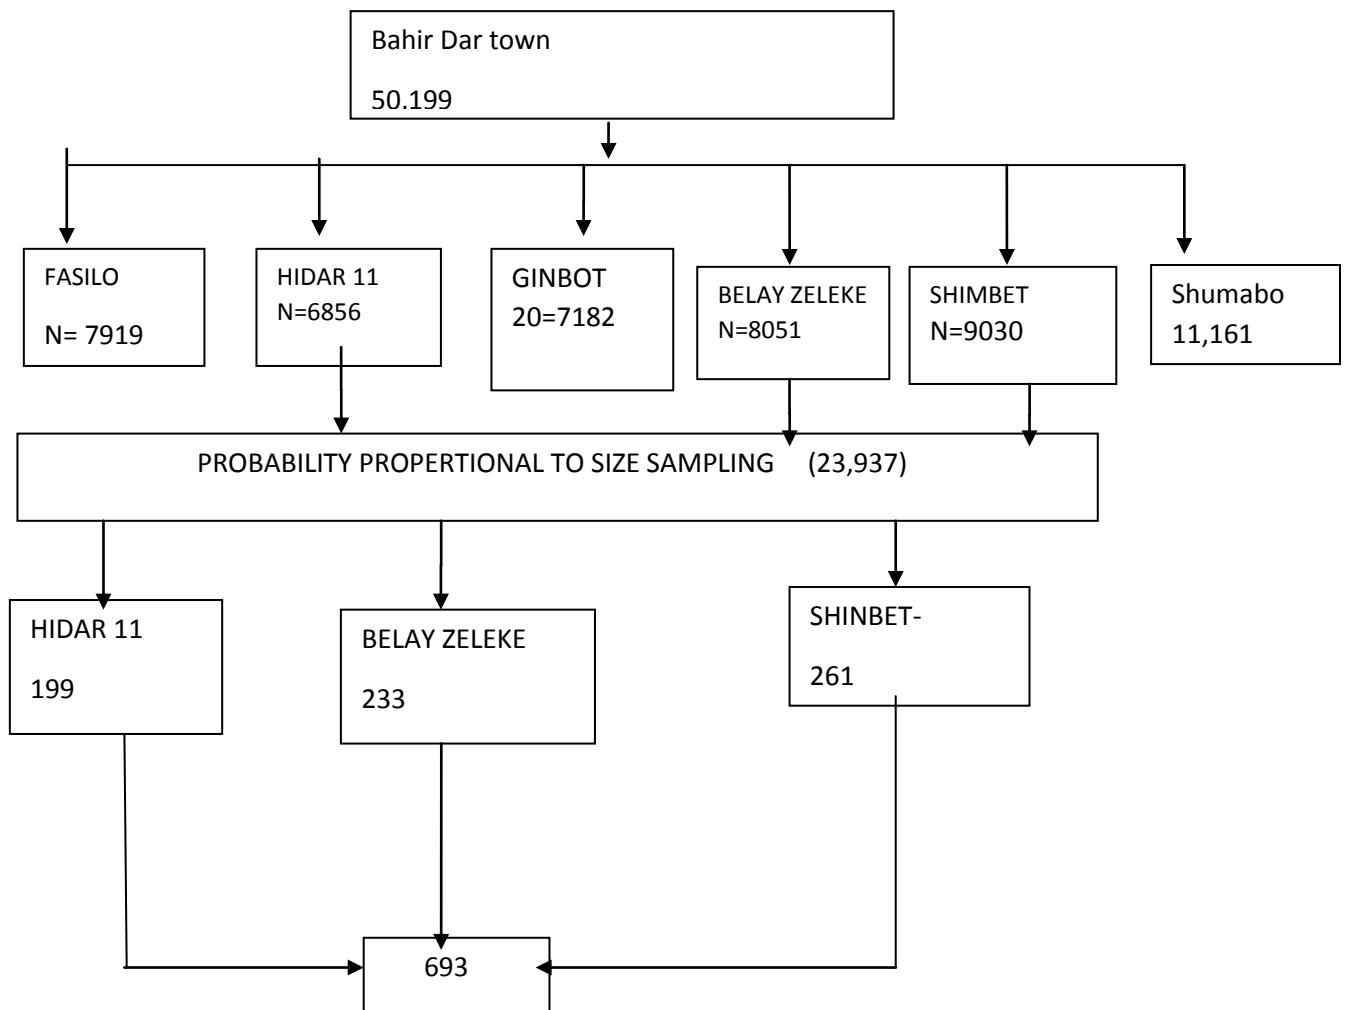 Bahir Dar town
50.199
FASILO
N= 7919
HIDAR 11
N=6856
GINBOT
20=7182
BELAY ZELEKE
N=8051
SHIMBET
N=9030
Shumabo
11,161
PROBABILITY PROPERTIONAL TO SIZE SAMPLING (23,937)
HIDAR 11
199
BELAY ZELEKE
233
SHINBET-
261
693